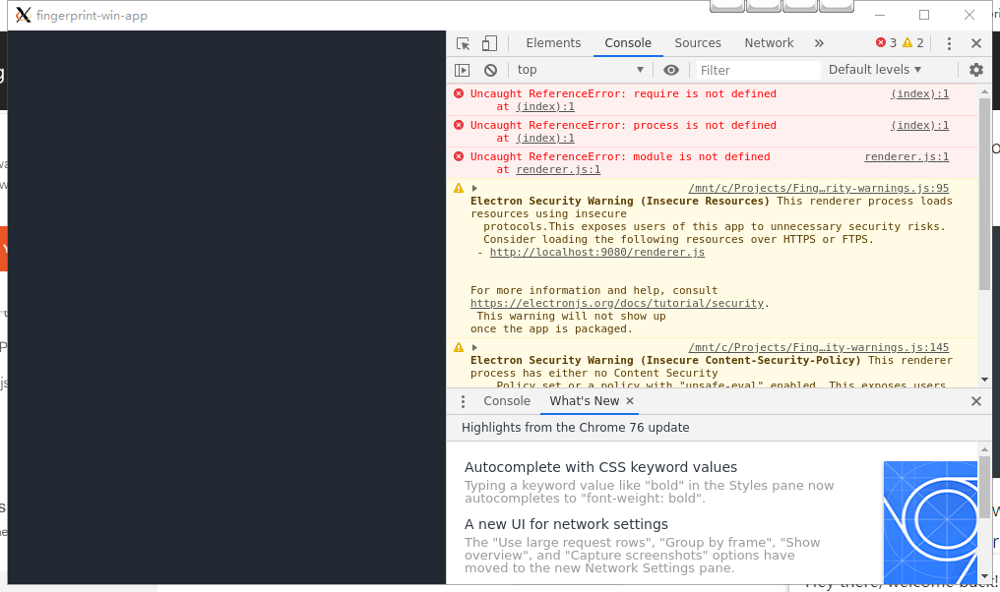 fingerprint-win-app
Elements Console Sources Network » 3 2
top Filter Default levels
Uncaught ReferenceError: require is not defined (index):1
at (index):1
Uncaught ReferenceError: process is not defined (index):1
at (index):1
Uncaught ReferenceError: module is not defined renderer.js:1
at renderer.js:1
/mnt/c/Projects/Fing…rity-warnings.js:95
Electron Security Warning (Insecure Resources) This renderer process loads
resources using insecure
protocols.This exposes users of this app to unnecessary security risks.
Consider loading the following resources over HTTPS or FTPS.
- http://localhost:9080/renderer.js
For more information and help, consult
https://electronjs.org/docs/tutorial/security.
This warning will not show up
once the app is packaged.
/mnt/c/Projects/Fing…ity-warnings.js:145
Electron Security Warning (Insecure Content-Security-Policy) This renderer
process has either no Content Security
Policy set or a policy with "unsafe-eval" enabled. This exposes users
Console What's New
Highlights from the Chrome 76 update
Autocomplete with CSS keyword values
Typing a keyword value like "bold" in the Styles pane now
autocompletes to "font-weight: bold".
A new UI for network settings
The "Use large request rows", "Group by frame", "Show
overview", and "Capture screenshots" options have
moved to the new Network Settings pane.
Hey there, welcome back!